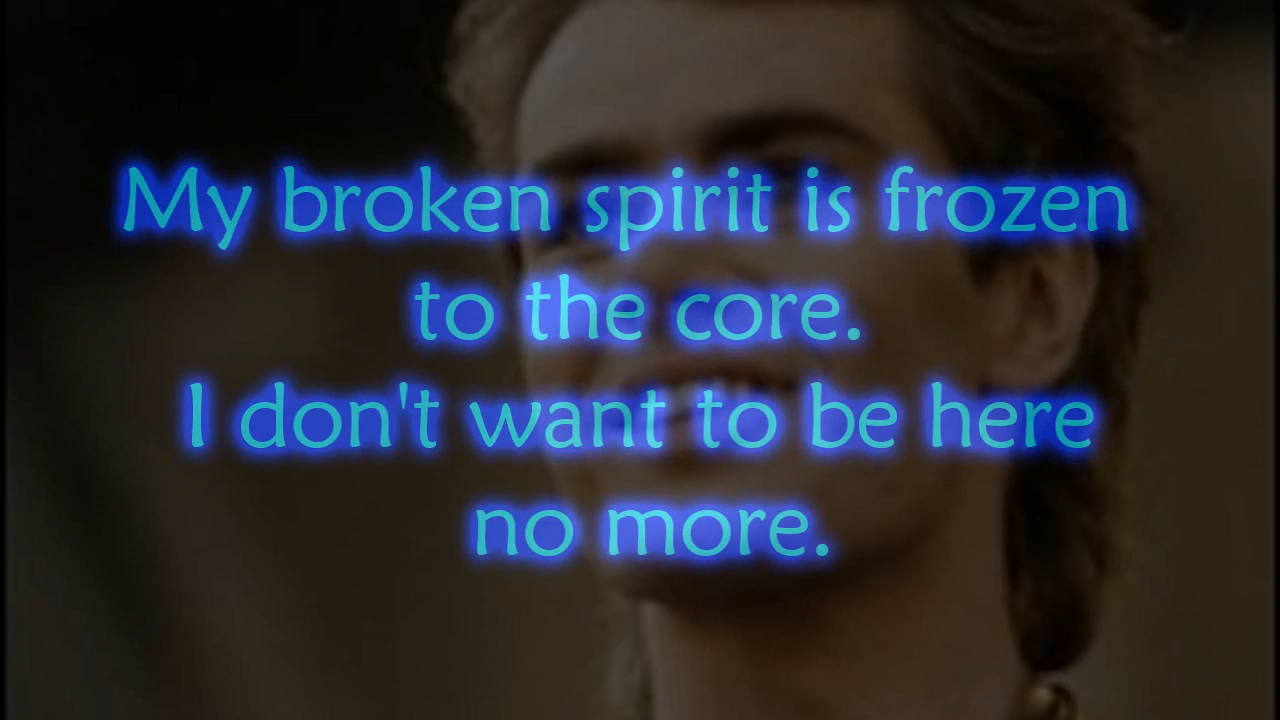 My broken spirit is frozen
to the core.
I don't want to be here
no more.